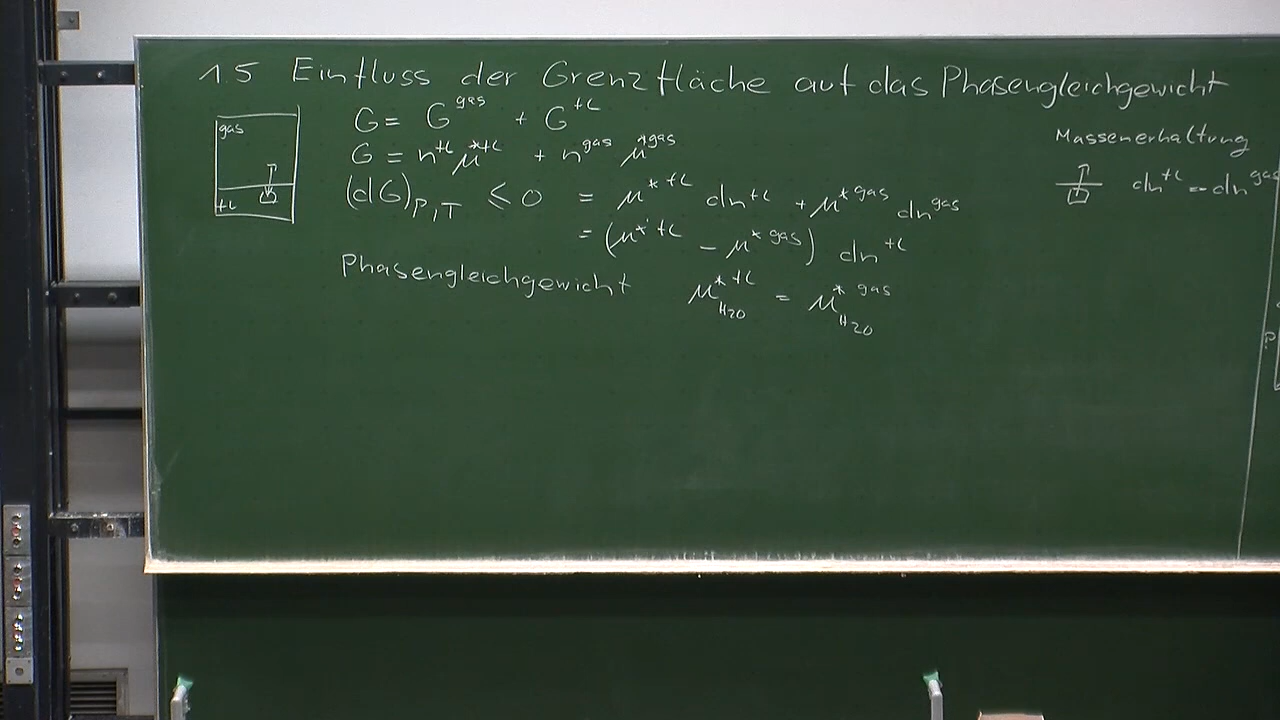 1.5 Einfluss der Grenzfläche auf das Phasengleichgewicht
gas
fl
G = G^gas + G^fl
G = n^fl μ^*fl + n^gas μ^*gas
(dG)_P,T ≤ 0 = μ^*fl dn^fl + μ^*gas dn^gas
= (μ^*fl − μ^*gas) dn^fl
Phasengleichgewicht μ^*fl_H2O = μ^*gas_H2O
Massenerhaltung
dn^fl = -dn^gas